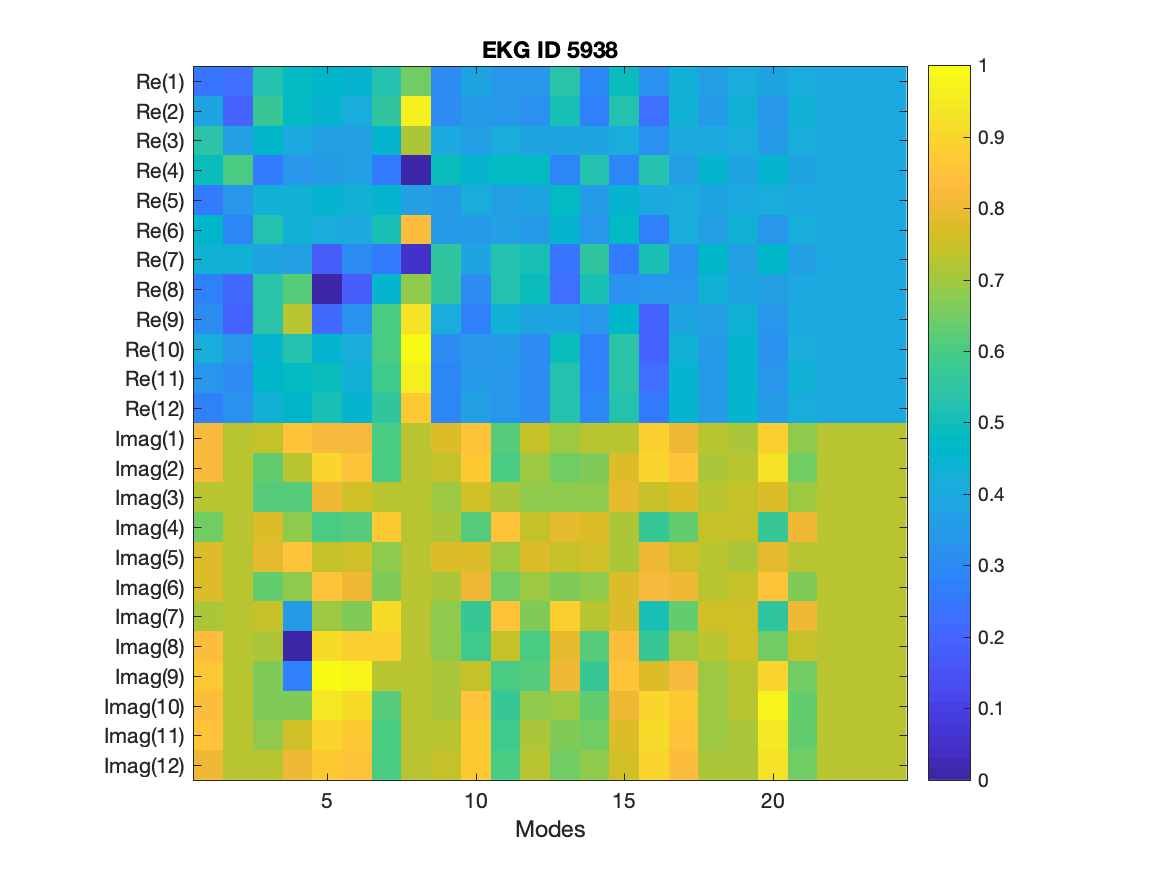 EKG ID 5938
Re(1)
Re(2)
Re(3)
Re(4)
Re(5)
Re(6)
Re(7)
Re(8)
Re(9)
Re(10)
Re(11)
Re(12)
Imag(1)
Imag(2)
Imag(3)
Imag(4)
Imag(5)
Imag(6)
Imag(7)
Imag(8)
Imag(9)
Imag(10)
Imag(11)
Imag(12)
5 10 15 20
Modes
1
0.9
0.8
0.7
0.6
0.5
0.4
0.3
0.2
0.1
0